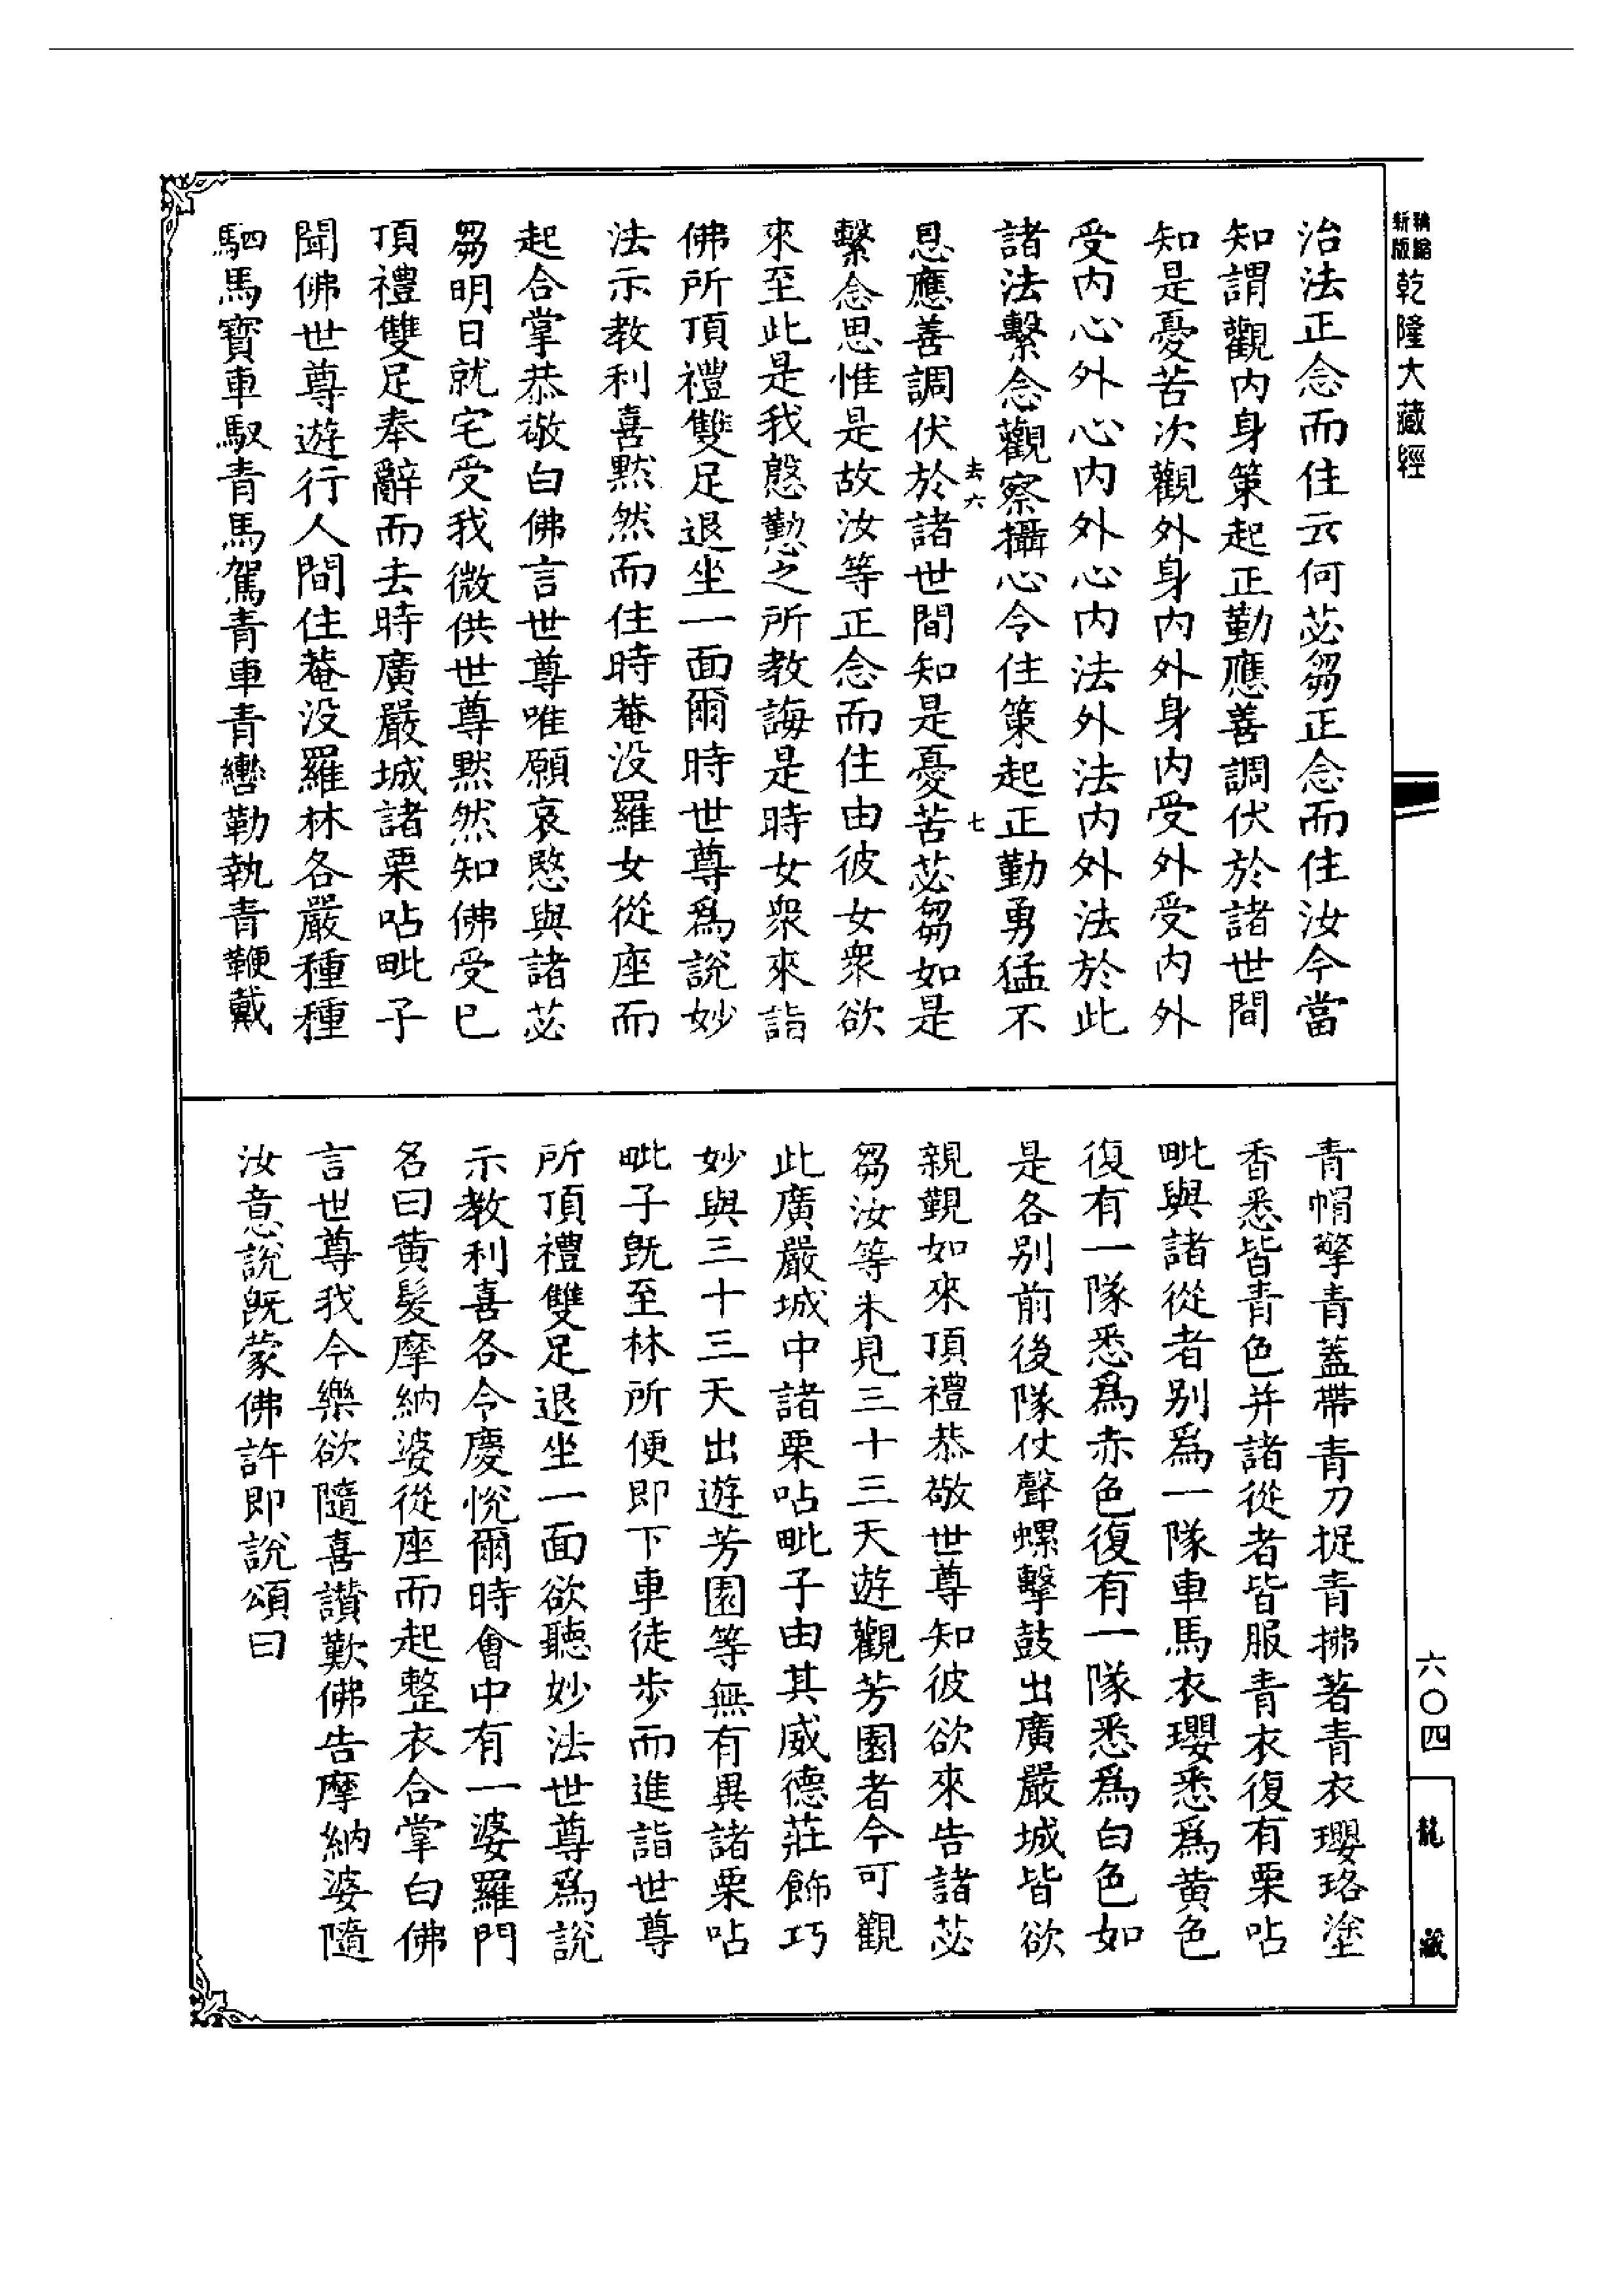 精縮新版乾隆大藏經
治法正念而住云何苾芻正念而住汝今當
知謂觀內身策起正勤應善調伏於諸世間
知是憂苦次觀外身內外身內受外受內外
受內心外心內外心內法外法內外法於此
諸法繫念觀察攝心令住策起正勤勇猛不
去六 七
息應善調伏於諸世間知是憂苦苾芻如是
繫念思惟是故汝等正念而住由彼女衆欲
來至此是我慇懃之所教誨是時女衆來詣
佛所頂禮雙足退坐一面爾時世尊爲說妙
法示教利喜默然而住時菴没羅女從座而
起合掌恭敬白佛言世尊唯願哀愍與諸苾
芻明日就宅受我微供世尊默然知佛受已
頂禮雙足奉辭而去時廣嚴城諸栗呫毗子
聞佛世尊遊行人間住菴没羅林各嚴種種
駟馬寶車馭青馬駕青車青轡勒執青鞭戴
青帽擎青蓋帶青刀捉青拂著青衣瓔珞塗
香悉皆青色并諸從者皆服青衣復有栗呫
毗與諸從者别爲一隊車馬衣瓔悉爲黄色
復有一隊悉爲赤色復有一隊悉爲白色如
是各别前後隊仗聲螺擊鼓出廣嚴城皆欲
親覲如來頂禮恭敬世尊知彼欲來告諸苾
芻汝等未見三十三天遊觀芳園者今可觀
此廣嚴城中諸栗呫毗子由其威德莊飾巧
妙與三十三天出遊芳園等無有異諸栗呫
毗子旣至林所便即下車徒步而進詣世尊
所頂禮雙足退坐一面欲聽妙法世尊爲說
示教利喜各令慶悅爾時會中有一婆羅門
名曰黄髮摩納婆從座而起整衣合掌白佛
言世尊我今樂欲隨喜讚歎佛告摩納婆隨
汝意說旣蒙佛許即說頌曰
六〇四
龍藏